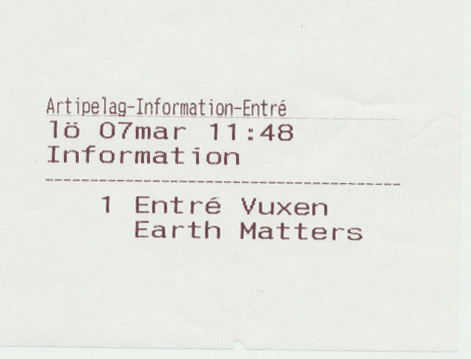 Artipelag-Information-Entré
lö 07mar 11:48
Information
1 Entré Vuxen
Earth Matters